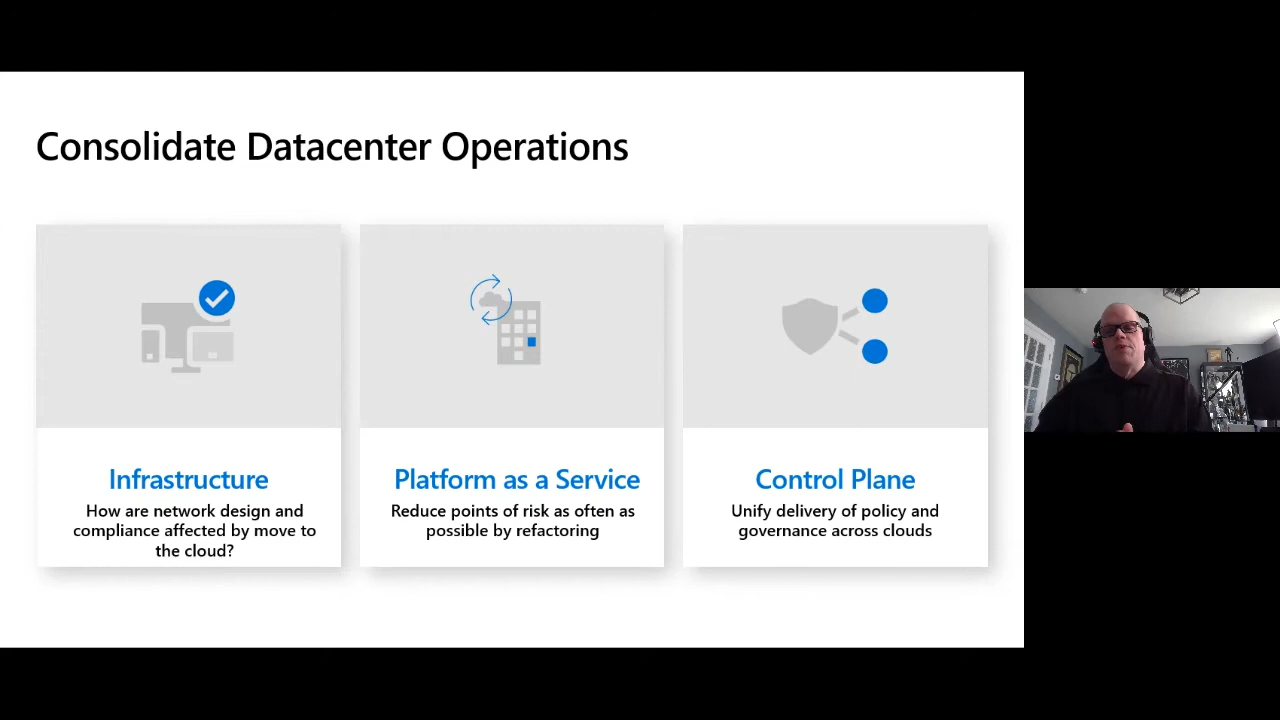 Consolidate Datacenter Operations
Infrastructure
How are network design and
compliance affected by move to
the cloud?
Platform as a Service
Reduce points of risk as often as
possible by refactoring
Control Plane
Unify delivery of policy and
governance across clouds